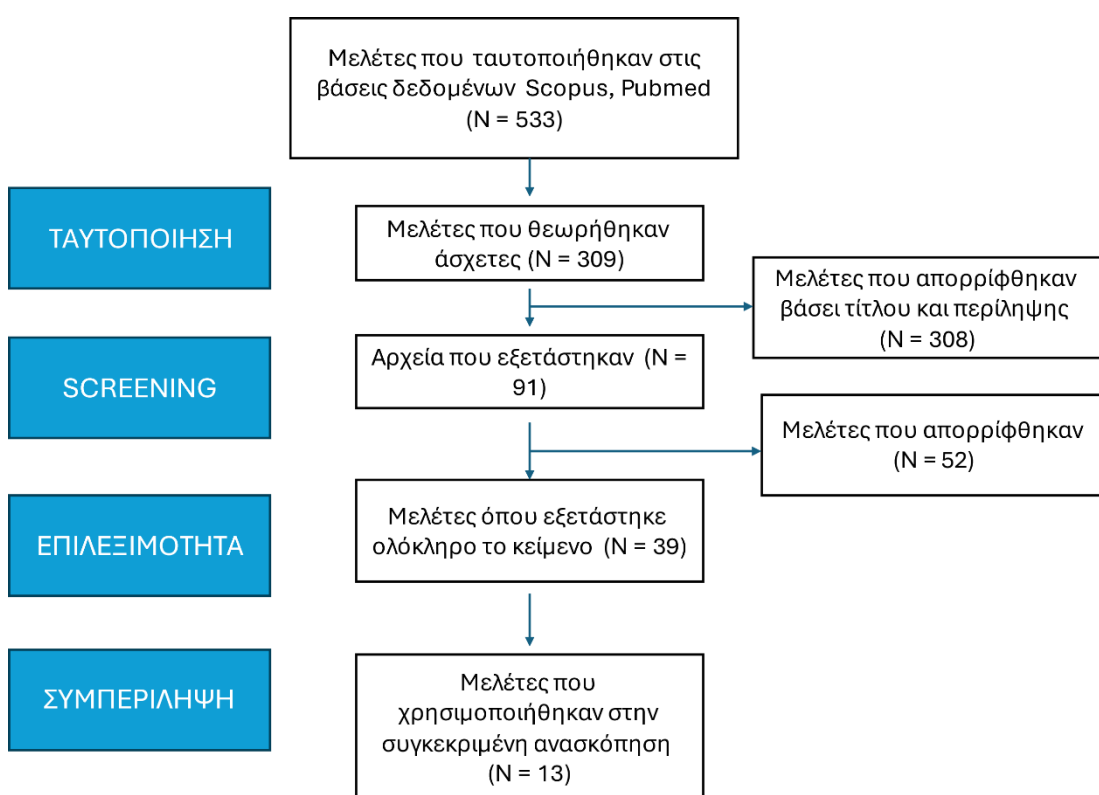 Μελέτες που ταυτοποιήθηκαν στις
βάσεις δεδομένων Scopus, Pubmed
(N = 533)
ΤΑΥΤΟΠΟΙΗΣΗ
Μελέτες που θεωρήθηκαν
άσχετες (N = 309)
Μελέτες που απορρίφθηκαν
βάσει τίτλου και περίληψης
(N = 308)
SCREENING
Αρχεία που εξετάστηκαν (N =
91)
Μελέτες που απορρίφθηκαν
(N = 52)
ΕΠΙΛΕΞΙΜΟΤΗΤΑ
Μελέτες όπου εξετάστηκε
ολόκληρο το κείμενο (N = 39)
ΣΥΜΠΕΡΙΛΗΨΗ
Μελέτες που
χρησιμοποιήθηκαν στην
συγκεκριμένη ανασκόπηση
(N = 13)